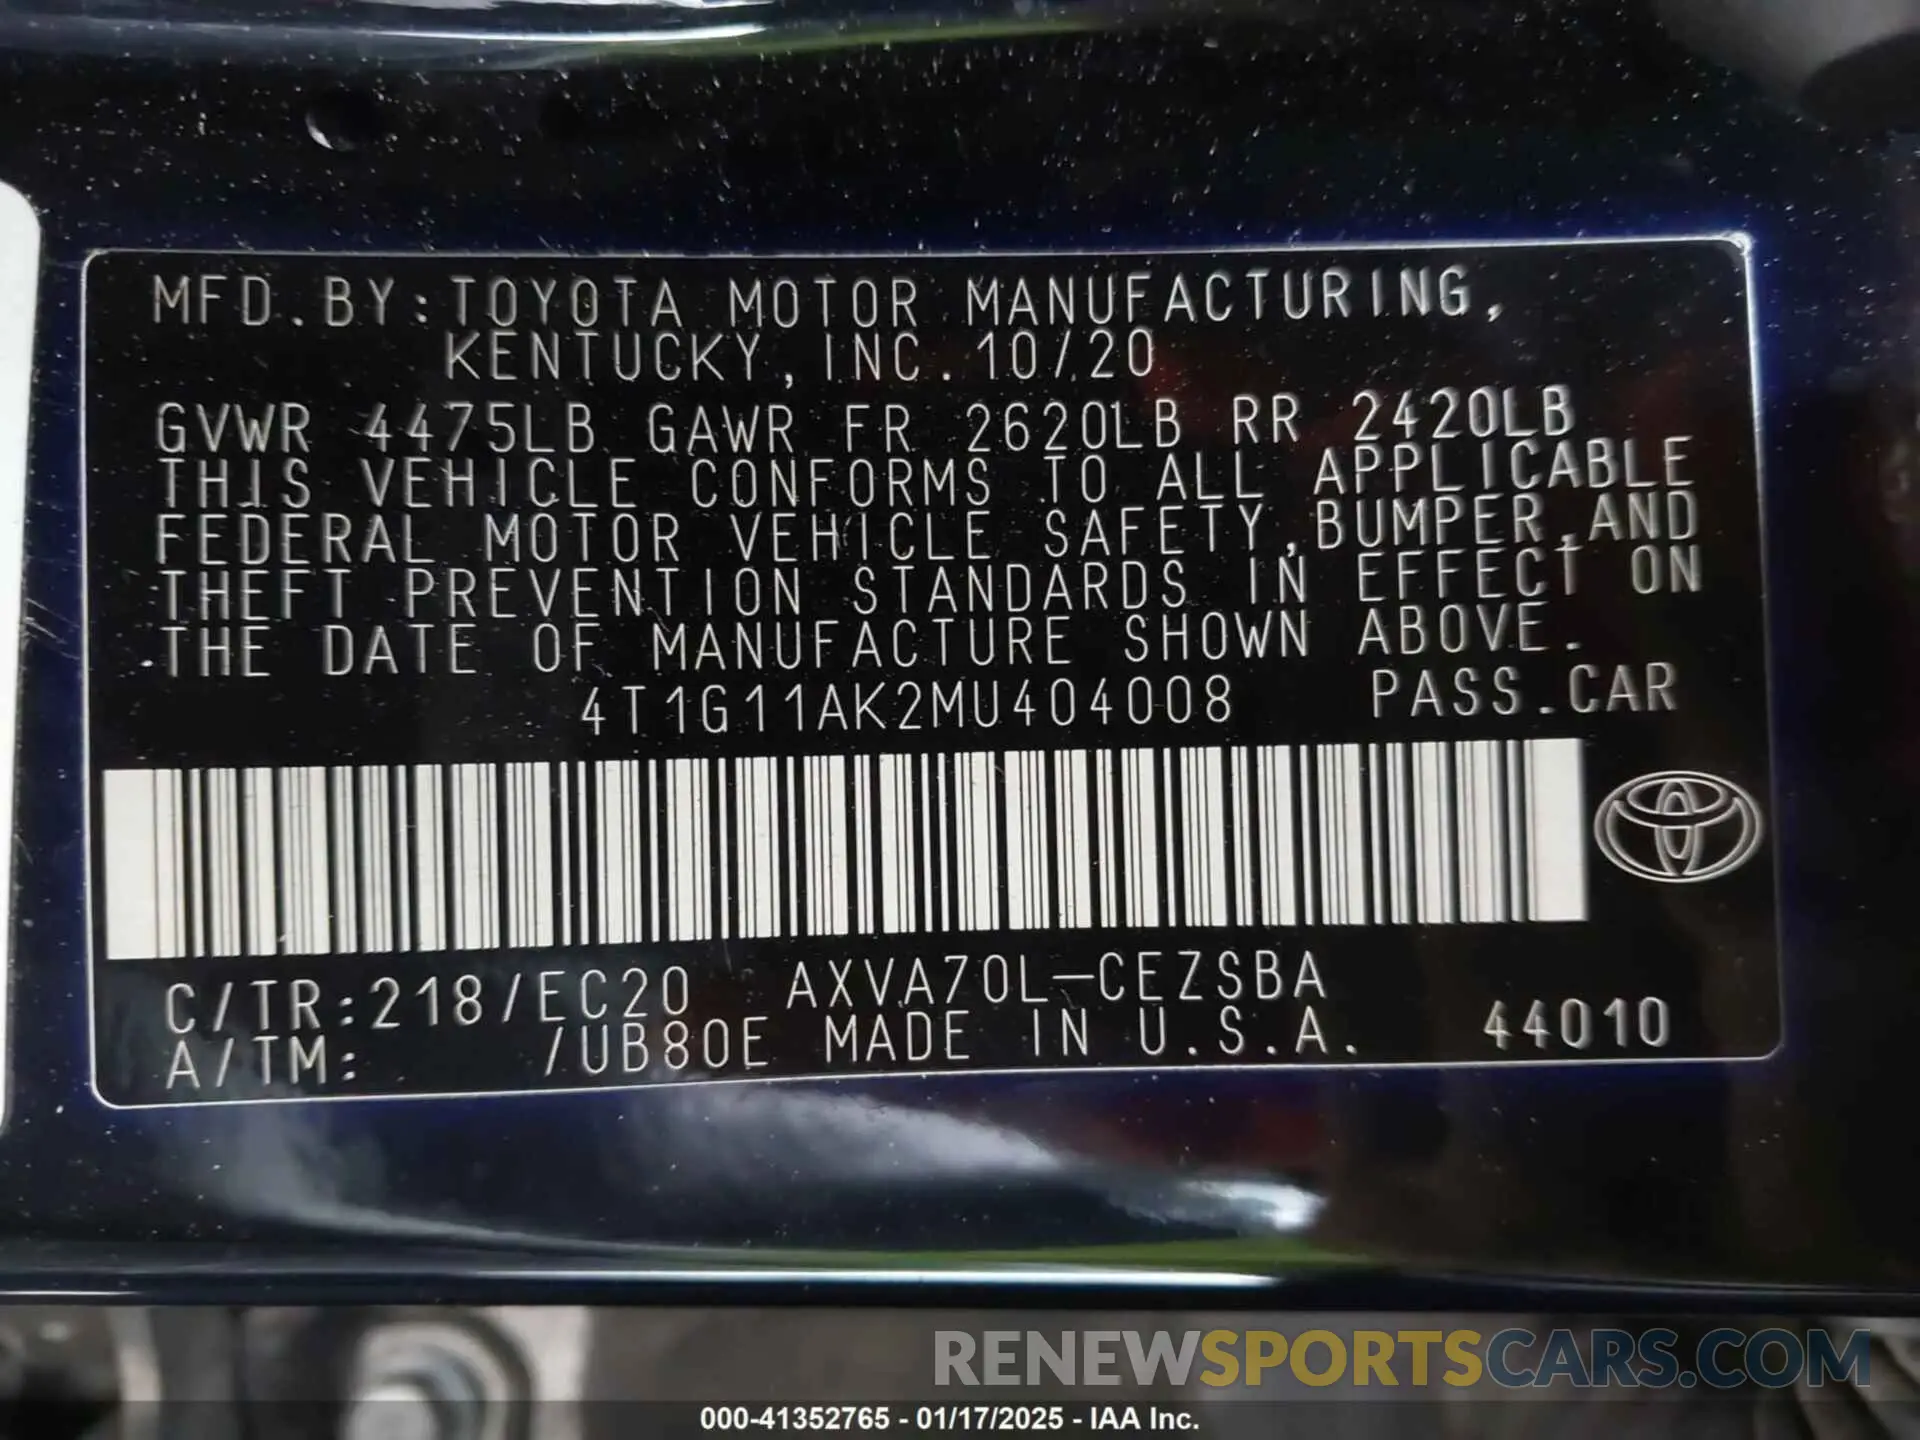 MFD.BY:TOYOTA MOTOR MANUFACTURING,
KENTUCKY, INC. 10/20
GVWR 4475LB GAWR FR 2620LB RR 2420LB
THIS VEHICLE CONFORMS TO ALL APPLICABLE
FEDERAL MOTOR VEHICLE SAFETY,BUMPER,AND
THEFT PREVENTION STANDARDS IN EFFECT ON
THE DATE OF MANUFACTURE SHOWN ABOVE.
4T1G11AK2MU404008 PASS.CAR
C/TR:218/EC20 AXVA70L-CEZSBA
A/TM: /UB80E MADE IN U.S.A. 44010
RENEWSPORTSCARS.COM
000-41352765 - 01/17/2025 - IAA Inc.